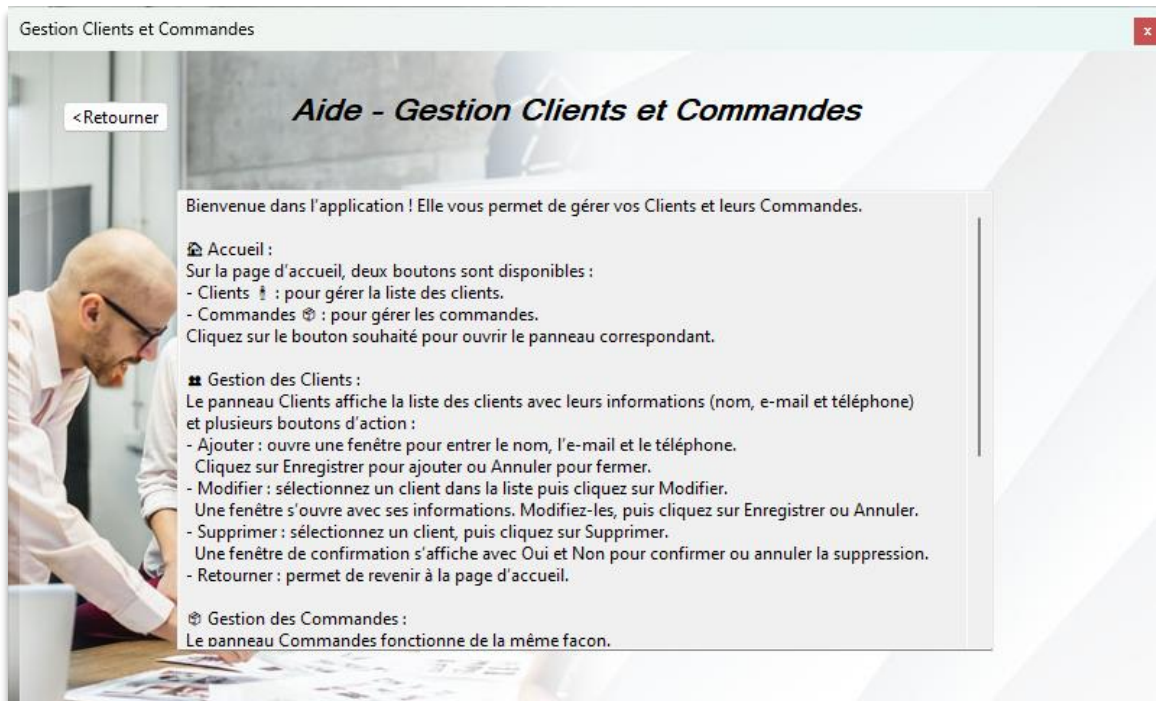 Gestion Clients et Commandes
x
<Retourner
Aide - Gestion Clients et Commandes
Bienvenue dans l'application ! Elle vous permet de gérer vos Clients et leurs Commandes.
🏠 Accueil :
Sur la page d'accueil, deux boutons sont disponibles :
- Clients 🧍 : pour gérer la liste des clients.
- Commandes 📦 : pour gérer les commandes.
Cliquez sur le bouton souhaité pour ouvrir le panneau correspondant.
👥 Gestion des Clients :
Le panneau Clients affiche la liste des clients avec leurs informations (nom, e-mail et téléphone)
et plusieurs boutons d'action :
- Ajouter : ouvre une fenêtre pour entrer le nom, l'e-mail et le téléphone.
Cliquez sur Enregistrer pour ajouter ou Annuler pour fermer.
- Modifier : sélectionnez un client dans la liste puis cliquez sur Modifier.
Une fenêtre s'ouvre avec ses informations. Modifiez-les, puis cliquez sur Enregistrer ou Annuler.
- Supprimer : sélectionnez un client, puis cliquez sur Supprimer.
Une fenêtre de confirmation s'affiche avec Oui et Non pour confirmer ou annuler la suppression.
- Retourner : permet de revenir à la page d'accueil.
📦 Gestion des Commandes :
Le panneau Commandes fonctionne de la même façon.